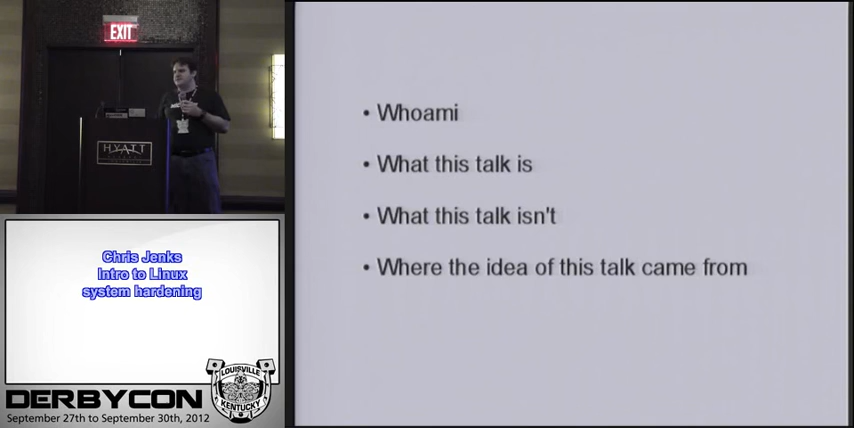 EXIT
HYATT
Chris Jenks
Intro to Linux
system hardening
LOUISVILLE
KENTUCKY
DERBYCON
September 27th to September 30th, 2012
• Whoami
• What this talk is
• What this talk isn't
• Where the idea of this talk came from